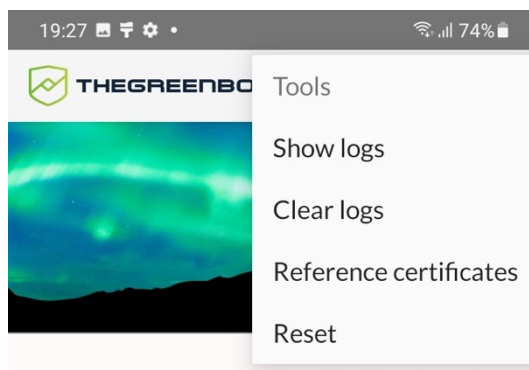 19:27 74%
THEGREENBO
Tools
Show logs
Clear logs
Reference certificates
Reset